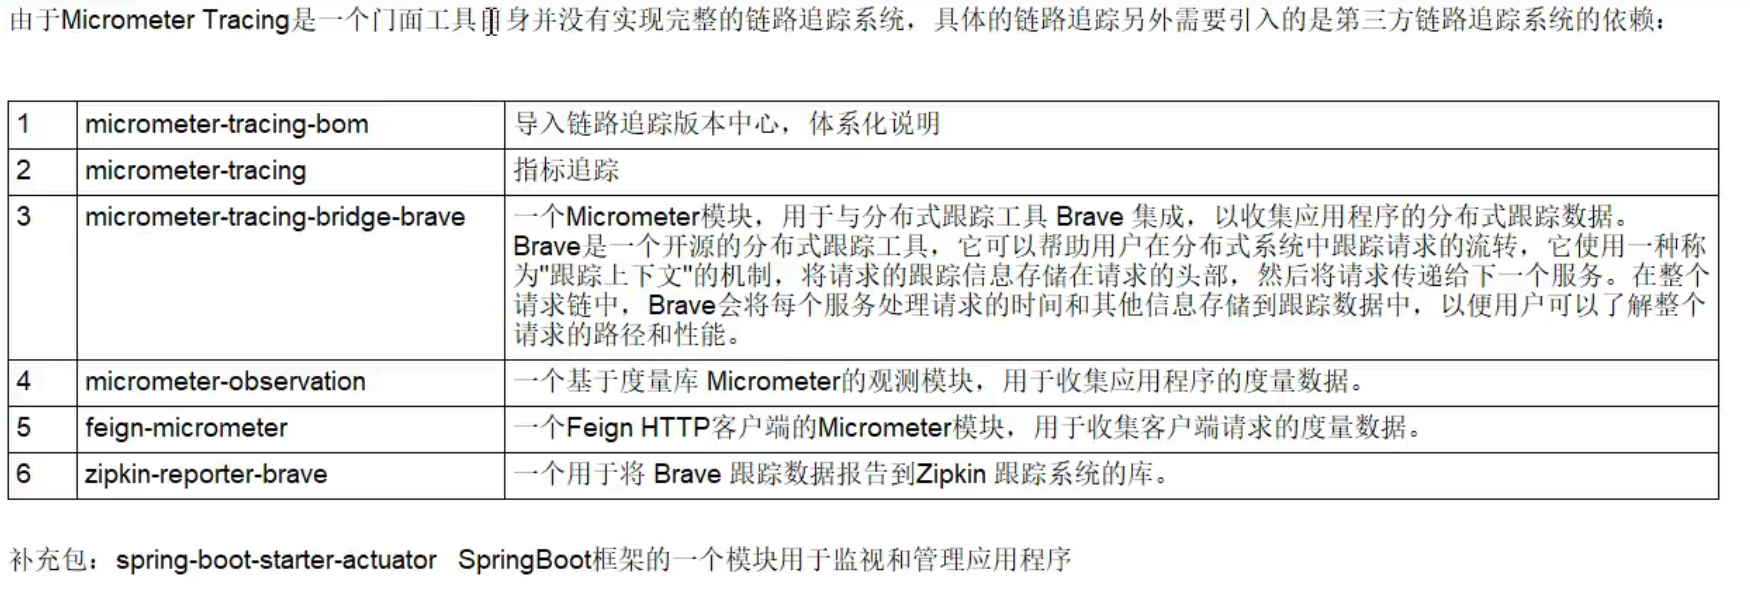 由于Micrometer Tracing是一个门面工具自身并没有实现完整的链路追踪系统，具体的链路追踪另外需要引入的是第三方链路追踪系统的依赖：
1 micrometer-tracing-bom 导入链路追踪版本中心，体系化说明
2 micrometer-tracing 指标追踪
3 micrometer-tracing-bridge-brave 一个Micrometer模块，用于与分布式跟踪工具 Brave 集成，以收集应用程序的分布式跟踪数据。
Brave是一个开源的分布式跟踪工具，它可以帮助用户在分布式系统中跟踪请求的流转，它使用一种称
为"跟踪上下文"的机制，将请求的跟踪信息存储在请求的头部，然后将请求传递给下一个服务。在整个
请求链中，Brave会将每个服务处理请求的时间和其他信息存储到跟踪数据中，以便用户可以了解整个
请求的路径和性能。
4 micrometer-observation 一个基于度量库 Micrometer的观测模块，用于收集应用程序的度量数据。
5 feign-micrometer 一个Feign HTTP客户端的Micrometer模块，用于收集客户端请求的度量数据。
6 zipkin-reporter-brave 一个用于将 Brave 跟踪数据报告到Zipkin 跟踪系统的库。
补充包：spring-boot-starter-actuator SpringBoot框架的一个模块用于监视和管理应用程序